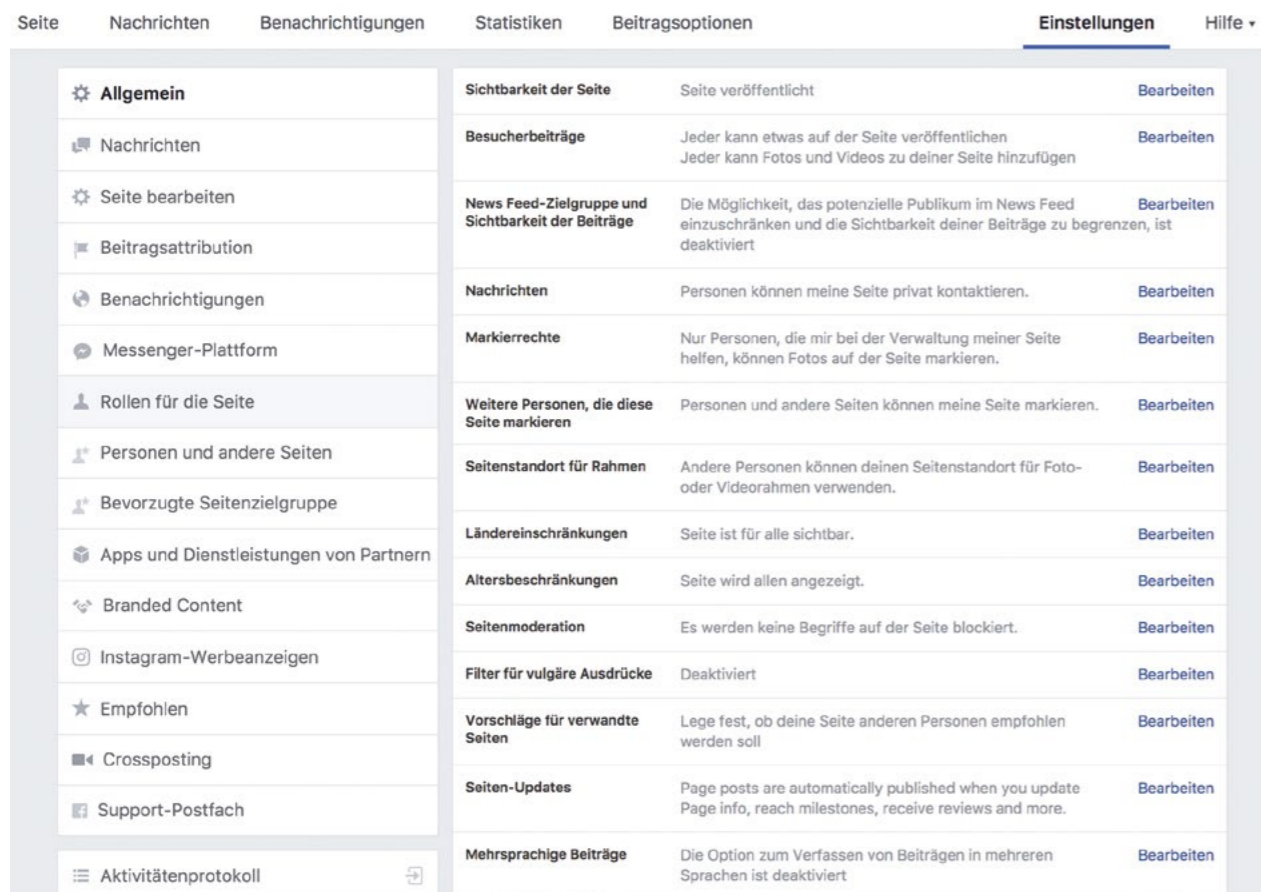 Seite Nachrichten Benachrichtigungen Statistiken Beitragsoptionen Einstellungen Hilfe
Allgemein
Nachrichten
Seite bearbeiten
Beitragsattribution
Benachrichtigungen
Messenger-Plattform
Rollen für die Seite
Personen und andere Seiten
Bevorzugte Seitenzielgruppe
Apps und Dienstleistungen von Partnern
Branded Content
Instagram-Werbeanzeigen
Empfohlen
Crossposting
Support-Postfach
Aktivitätenprotokoll
Sichtbarkeit der Seite Seite veröffentlicht Bearbeiten
Besucherbeiträge Jeder kann etwas auf der Seite veröffentlichen Bearbeiten
Jeder kann Fotos und Videos zu deiner Seite hinzufügen
News Feed-Zielgruppe und Die Möglichkeit, das potenzielle Publikum im News Feed Bearbeiten
Sichtbarkeit der Beiträge einzuschränken und die Sichtbarkeit deiner Beiträge zu begrenzen, ist
deaktiviert
Nachrichten Personen können meine Seite privat kontaktieren. Bearbeiten
Markierrechte Nur Personen, die mir bei der Verwaltung meiner Seite Bearbeiten
helfen, können Fotos auf der Seite markieren.
Weitere Personen, die diese Personen und andere Seiten können meine Seite markieren. Bearbeiten
Seite markieren
Seitenstandort für Rahmen Andere Personen können deinen Seitenstandort für Foto- Bearbeiten
oder Videorahmen verwenden.
Ländereinschränkungen Seite ist für alle sichtbar. Bearbeiten
Altersbeschränkungen Seite wird allen angezeigt. Bearbeiten
Seitenmoderation Es werden keine Begriffe auf der Seite blockiert. Bearbeiten
Filter für vulgäre Ausdrücke Deaktiviert Bearbeiten
Vorschläge für verwandte Lege fest, ob deine Seite anderen Personen empfohlen Bearbeiten
Seiten werden soll
Seiten-Updates Page posts are automatically published when you update Bearbeiten
Page info, reach milestones, receive reviews and more.
Mehrsprachige Beiträge Die Option zum Verfassen von Beiträgen in mehreren Bearbeiten
Sprachen ist deaktiviert